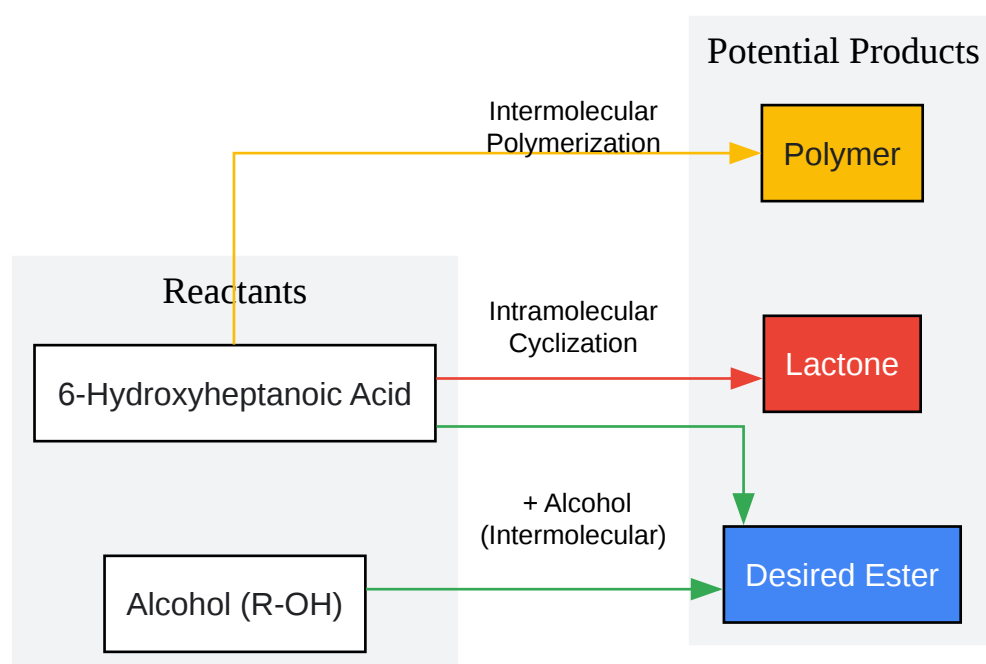 Potential Products
Intermolecular
Polymerization
Polymer
Reactants
Intramolecular
Cyclization
Lactone
6-Hydroxyheptanoic Acid
+ Alcohol
(Intermolecular)
Desired Ester
Alcohol (R-OH)